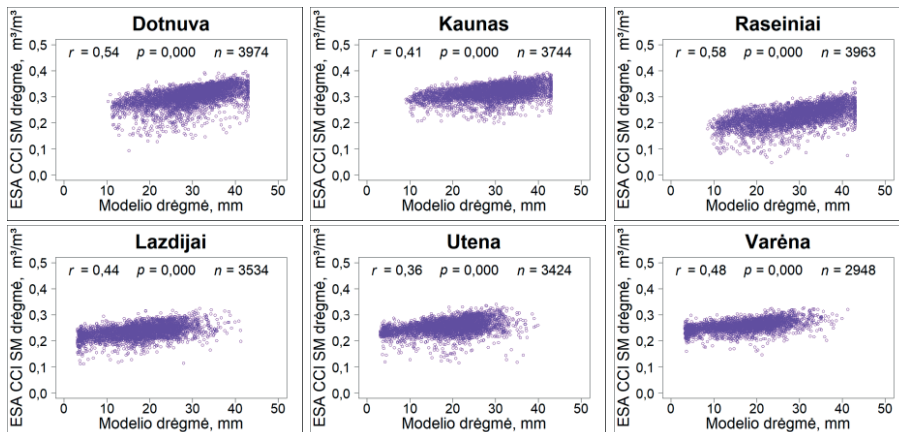 Dotnuva
ESA CCI SM drėgmė, m³/m³
r = 0,54 p = 0,000 n = 3974
0,5
0,4
0,3
0,2
0,1
0,0
0 10 20 30 40 50
Modelio drėgmė, mm
Kaunas
ESA CCI SM drėgmė, m³/m³
r = 0,41 p = 0,000 n = 3744
0,5
0,4
0,3
0,2
0,1
0,0
0 10 20 30 40 50
Modelio drėgmė, mm
Raseiniai
ESA CCI SM drėgmė, m³/m³
r = 0,58 p = 0,000 n = 3963
0,5
0,4
0,3
0,2
0,1
0,0
0 10 20 30 40 50
Modelio drėgmė, mm
Lazdijai
ESA CCI SM drėgmė, m³/m³
r = 0,44 p = 0,000 n = 3534
0,5
0,4
0,3
0,2
0,1
0,0
0 10 20 30 40 50
Modelio drėgmė, mm
Utena
ESA CCI SM drėgmė, m³/m³
r = 0,36 p = 0,000 n = 3424
0,5
0,4
0,3
0,2
0,1
0,0
0 10 20 30 40 50
Modelio drėgmė, mm
Varėna
ESA CCI SM drėgmė, m³/m³
r = 0,48 p = 0,000 n = 2948
0,5
0,4
0,3
0,2
0,1
0,0
0 10 20 30 40 50
Modelio drėgmė, mm